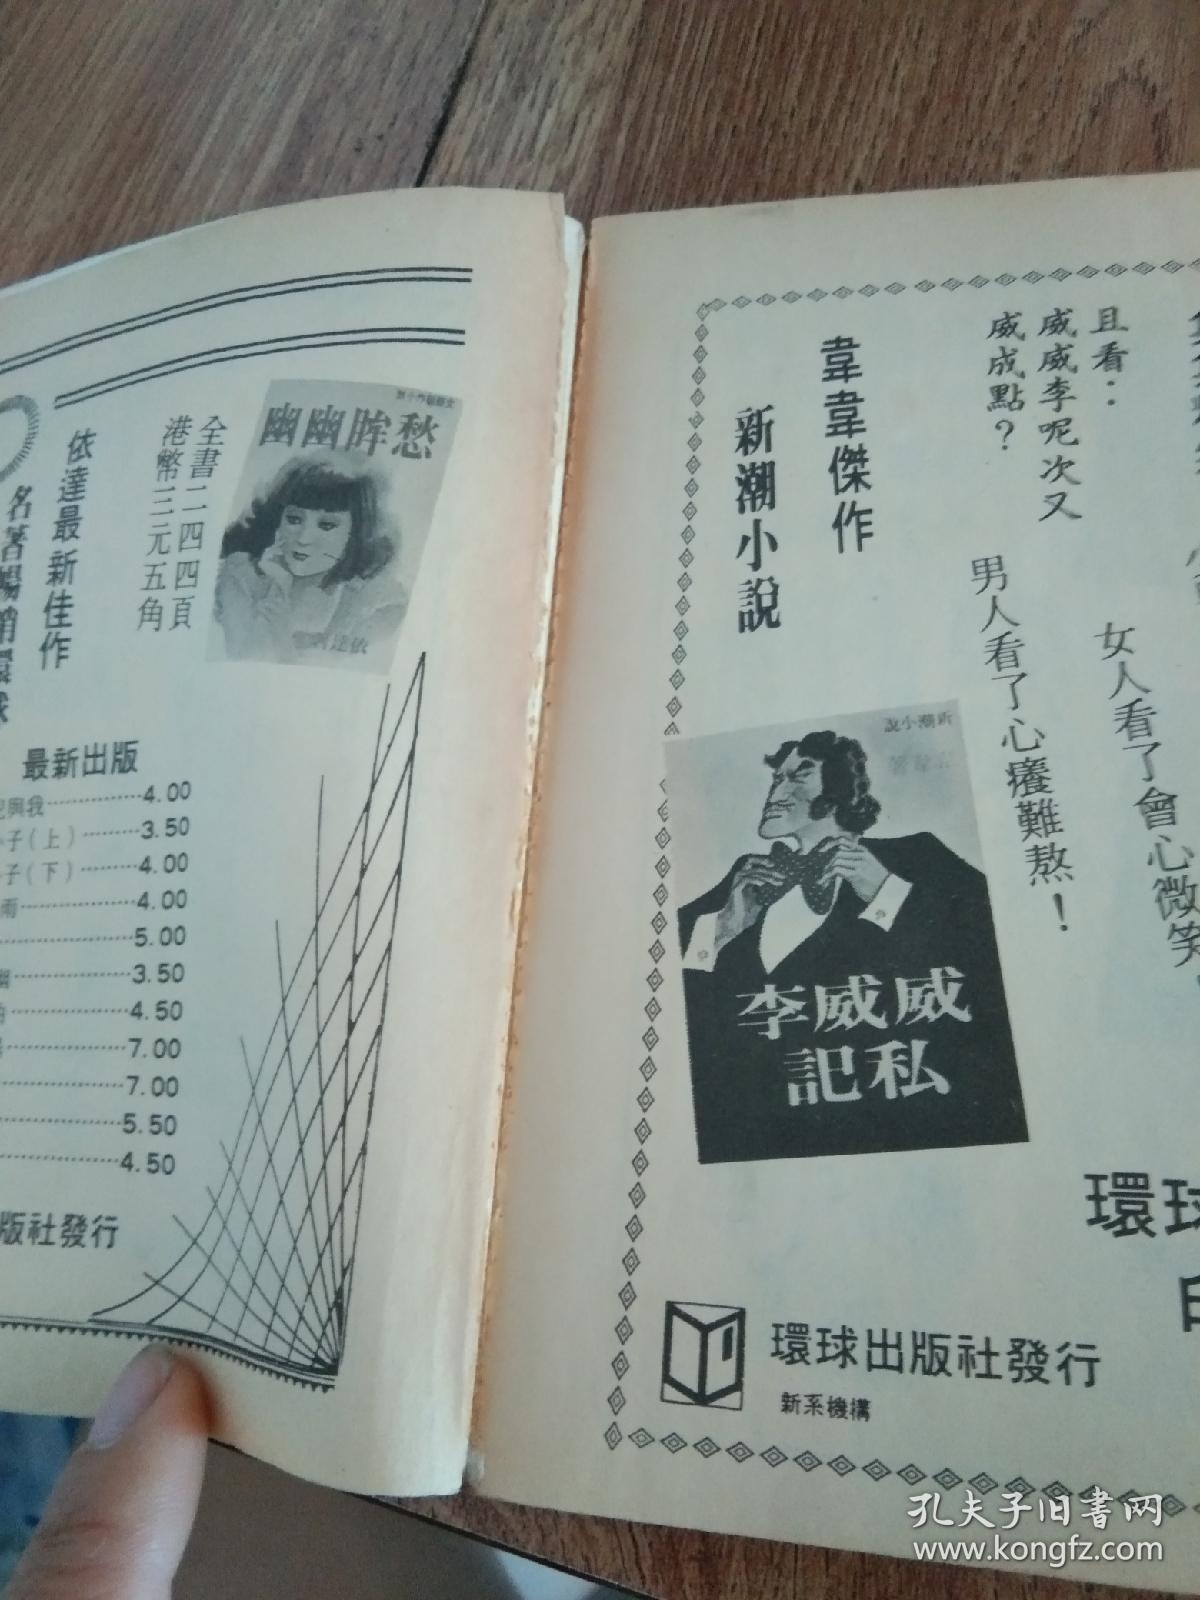 依達最新佳作
全書二四四頁
港幣三元五角
愁眸幽幽
依達著
最新出版
與我 4.00
子（上） 3.50
子（下） 4.00
雨 4.00
5.00
3.50
4.50
7.00
7.00
5.50
4.50
版社發行
女人看了會心微笑
男人看了心癢難熬！
且看：
威威李呢次又
威成點？
韋韋傑作
新潮小說
新潮小說
威威李
私記
環球
環球出版社發行
新系機構
孔夫子旧书网
www.kongfz.com